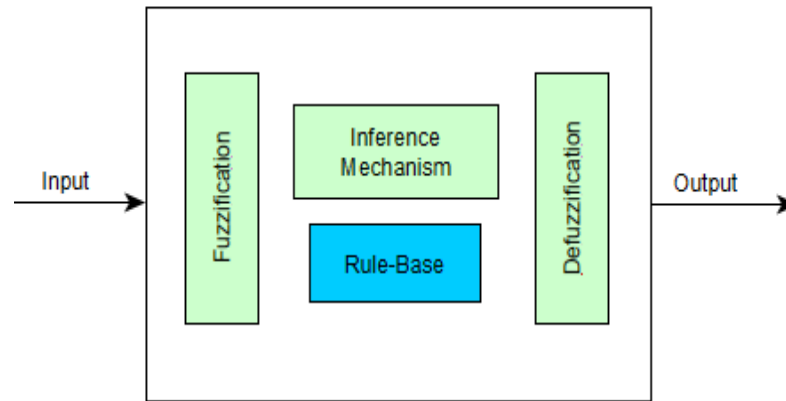 Input
Fuzzification
Inference
Mechanism
Rule-Base
Defuzzification
Output